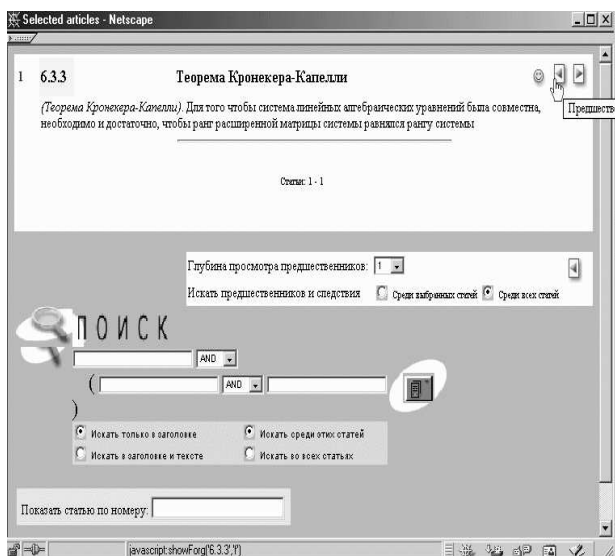 Selected articles - Netscape
1 6.3.3 Теорема Кронекера-Капелли
(Теорема Кронекера-Капелли). Для того чтобы система линейных алгебраических уравнений была совместна,
необходимо и достаточно, чтобы ранг расширенной матрицы системы равнялся рангу системы
Предшеств
Статьи: 1 - 1
Глубина просмотра предшественников: 1
Искать предшественников и следствия Среди выбранных статей Среди всех статей
ПОИСК
AND
( AND
)
Искать только в заголовке Искать среди этих статей
Искать в заголовке и тексте Искать во всех статьях
Показать статью по номеру:
javascript:showForg('6.3.3','f')